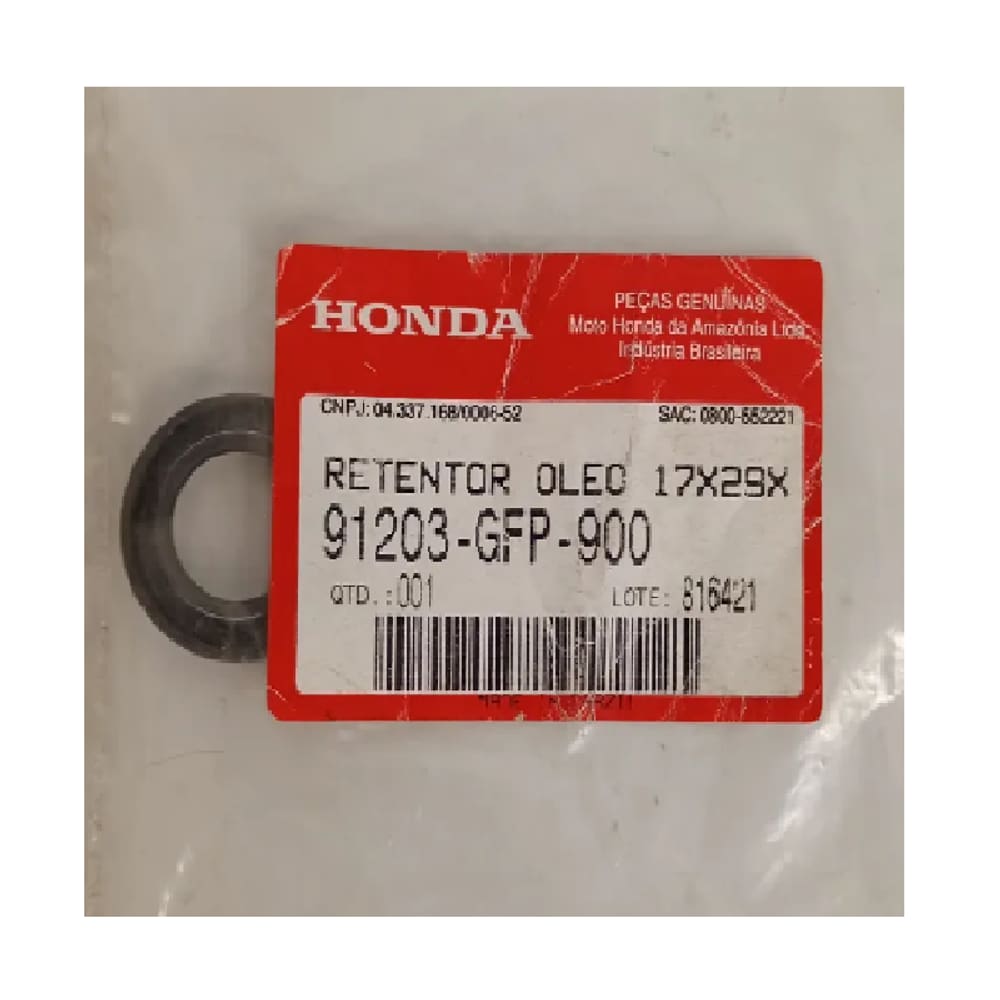 HONDA
PEÇAS GENUÍNAS
Moto Honda da Amazônia Ltda.
Indústria Brasileira
CNPJ: 04.337.168/0006-52
SAC: 0800-552221
RETENTOR OLEO 17X29X
91203-GFP-900
QTD.:001
LOTE: 816421